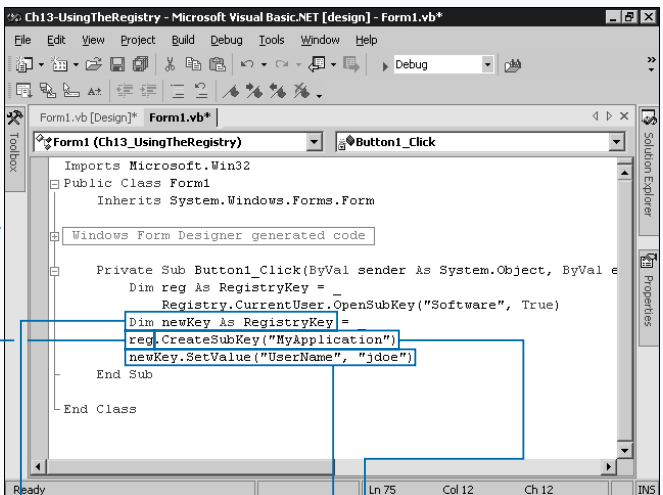 Ch13-UsingTheRegistry - Microsoft Visual Basic.NET [design] - Form1.vb*
File Edit View Project Build Debug Tools Window Help
Debug
Form1.vb [Design]* Form1.vb*
Toolbox
Form1 (Ch13_UsingTheRegistry) Button1_Click
Solution Explorer
Properties
Imports Microsoft.Win32
Public Class Form1
Inherits System.Windows.Forms.Form
Windows Form Designer generated code
Private Sub Button1_Click(ByVal sender As System.Object, ByVal e
Dim reg As RegistryKey = _
Registry.CurrentUser.OpenSubKey("Software", True)
Dim newKey As RegistryKey = _
reg.CreateSubKey("MyApplication")
newKey.SetValue("UserName", "jdoe")
End Sub
End Class
Ready Ln 75 Col 12 Ch 12 INS